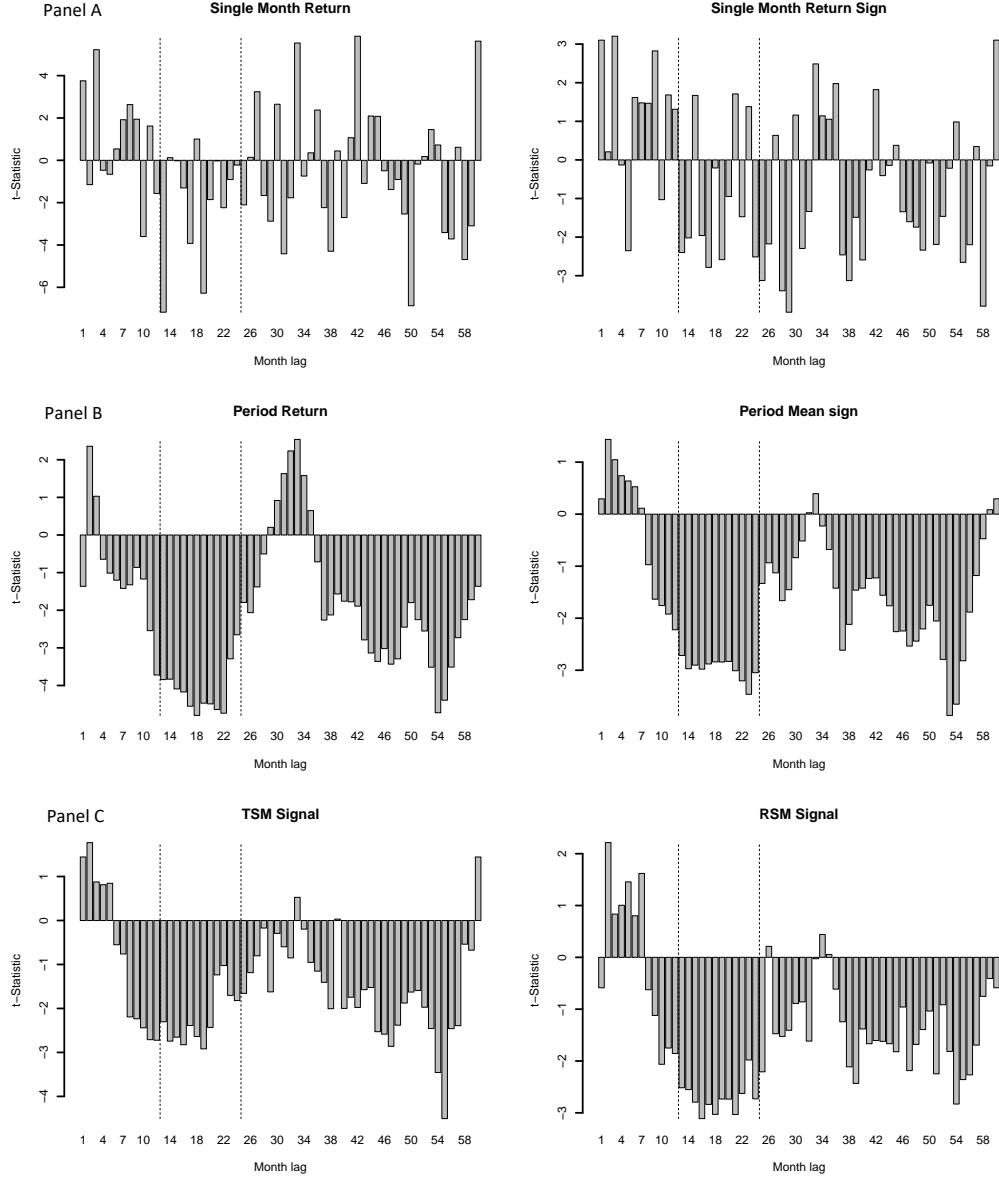 Panel A
Single Month Return
t−Statistic
4
2
0
−2
−4
−6
1 4 7 10 14 18 22 26 30 34 38 42 46 50 54 58
Month lag
Single Month Return Sign
t−Statistic
3
2
1
0
−1
−2
−3
1 4 7 10 14 18 22 26 30 34 38 42 46 50 54 58
Month lag
Panel B
Period Return
t−Statistic
2
1
0
−1
−2
−3
−4
1 4 7 10 14 18 22 26 30 34 38 42 46 50 54 58
Month lag
Period Mean sign
t−Statistic
1
0
−1
−2
−3
1 4 7 10 14 18 22 26 30 34 38 42 46 50 54 58
Month lag
Panel C
TSM Signal
t−Statistic
1
0
−1
−2
−3
−4
1 4 7 10 14 18 22 26 30 34 38 42 46 50 54 58
Month lag
RSM Signal
t−Statistic
2
1
0
−1
−2
−3
1 4 7 10 14 18 22 26 30 34 38 42 46 50 54 58
Month lag